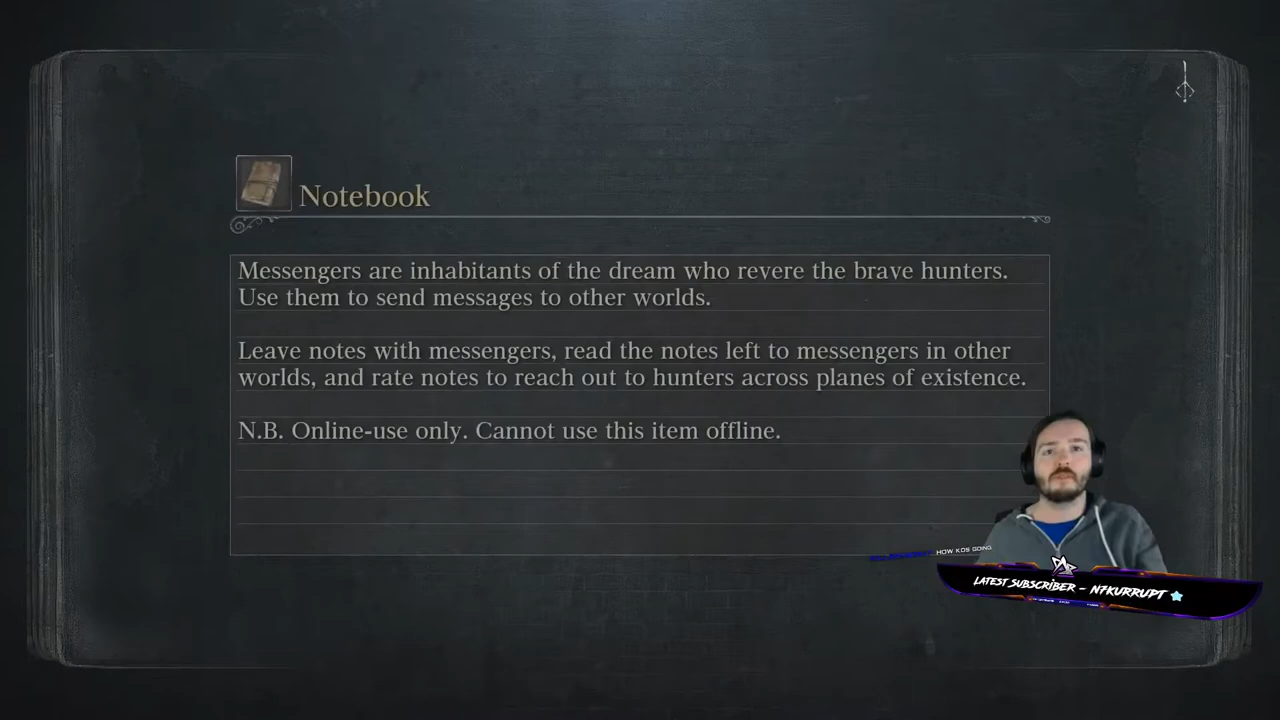 Notebook
Messengers are inhabitants of the dream who revere the brave hunters.
Use them to send messages to other worlds.
Leave notes with messengers, read the notes left to messengers in other
worlds, and rate notes to reach out to hunters across planes of existence.
N.B. Online-use only. Cannot use this item offline.
HOW KOS GOING
LATEST SUBSCRIBER - N7KURRUPT